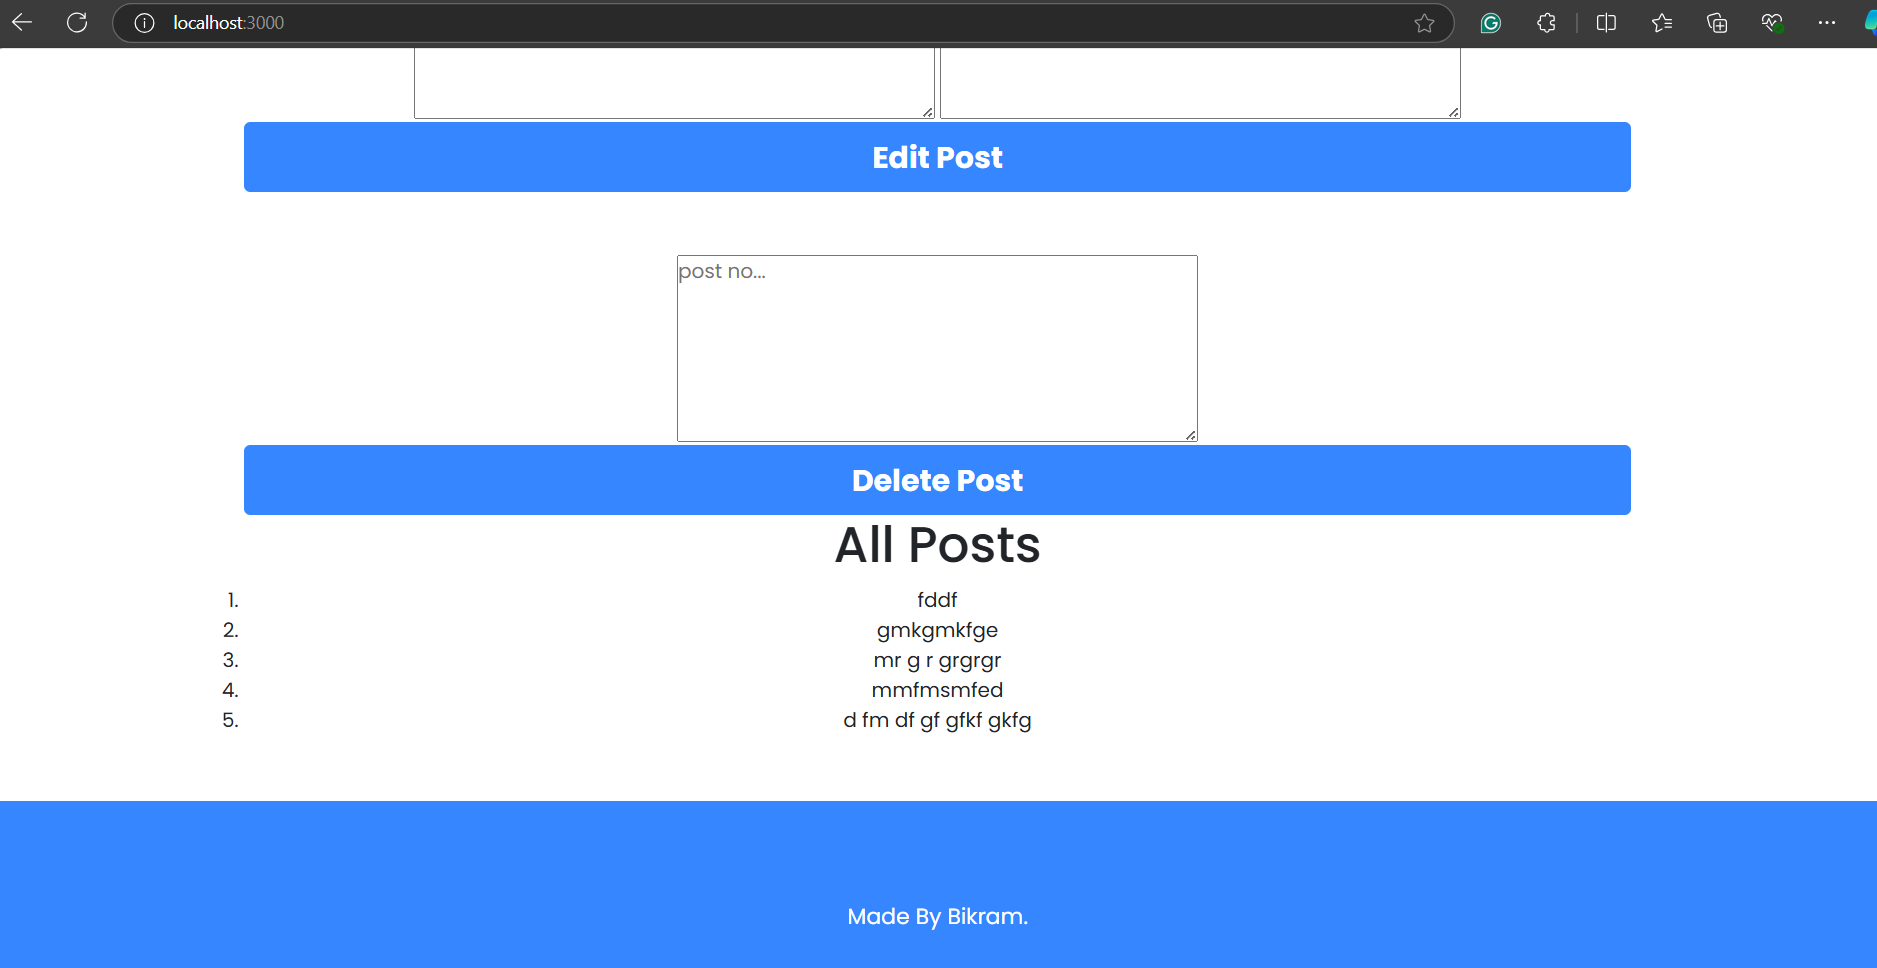 localhost:3000
Edit Post
post no...
Delete Post
All Posts
1. fddf
2. gmkgmkfge
3. mr g r grgrgr
4. mmfmsmfed
5. d fm df gf gfkf gkfg
Made By Bikram.